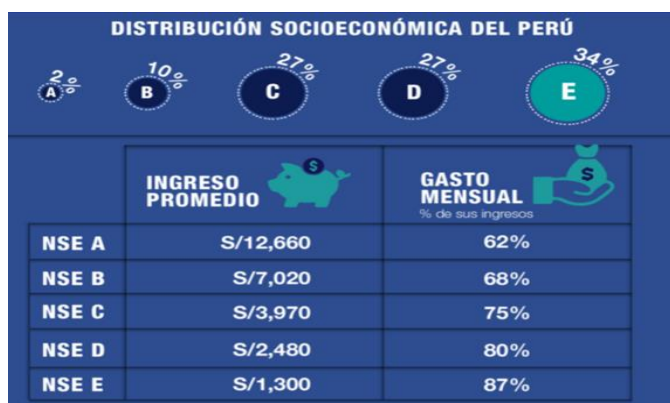 DISTRIBUCIÓN SOCIOECONÓMICA DEL PERÚ
2% 10% 27% 27% 34%
A B C D E
INGRESO PROMEDIO
GASTO MENSUAL
% de sus ingresos
NSE A S/12,660 62%
NSE B S/7,020 68%
NSE C S/3,970 75%
NSE D S/2,480 80%
NSE E S/1,300 87%